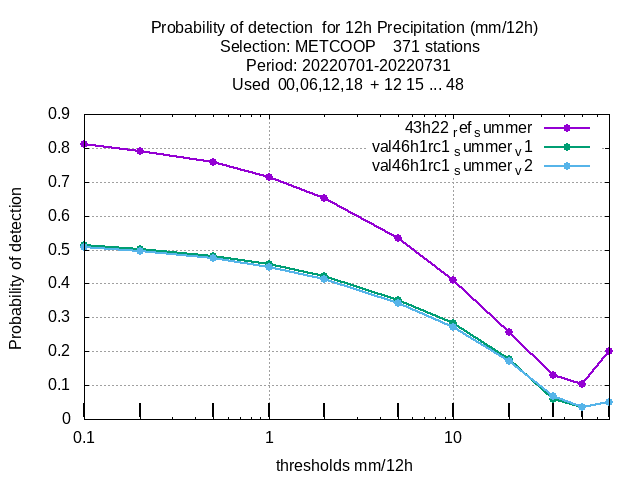 Probability of detection  for 12h Precipitation (mm/12h)
Selection: METCOOP    371 stations
Period: 20220701-20220731
Used  00,06,12,18  + 12 15 ... 48
0.9
0.8
0.7
0.6
0.5
0.4
0.3
0.2
0.1
0
Probability of detection
43h22_ref_summer
val46h1rc1_summer_v1
val46h1rc1_summer_v2
0.1 1 10
thresholds mm/12h